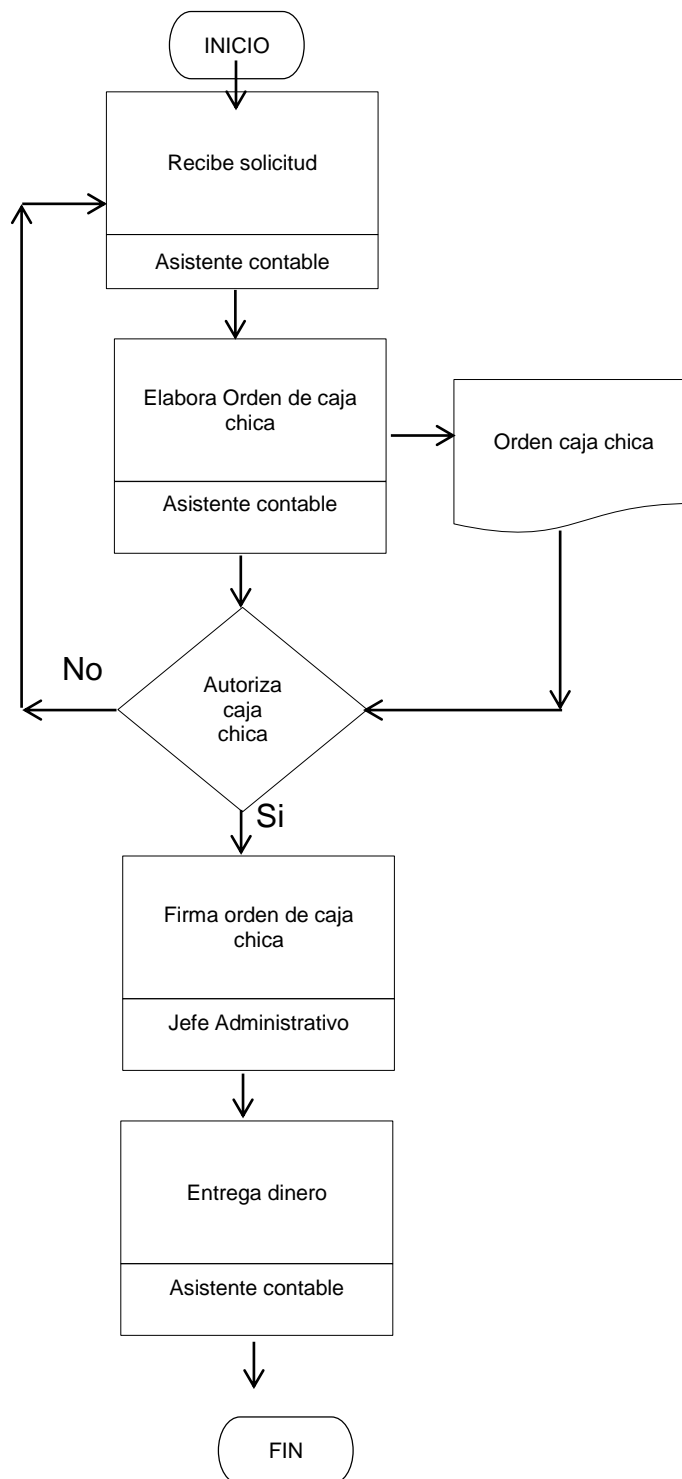 INICIO
Recibe solicitud
Asistente contable
Elabora Orden de caja
chica
Asistente contable
Orden caja chica
No
Autoriza
caja
chica
Si
Firma orden de caja
chica
Jefe Administrativo
Entrega dinero
Asistente contable
FIN